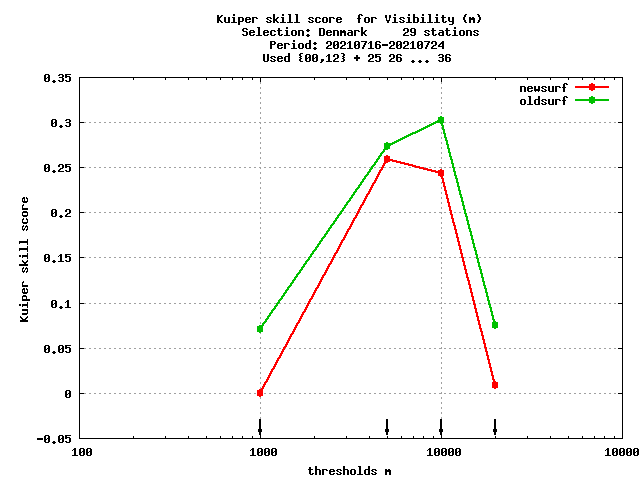 Kuiper skill score  for Visibility (m)
Selection: Denmark     29 stations
Period: 20210716-20210724
Used {00,12} + 25 26 ... 36
newsurf
oldsurf
0.35
0.3
0.25
0.2
0.15
0.1
0.05
0
-0.05
Kuiper skill score
100
1000
10000
10000
thresholds m